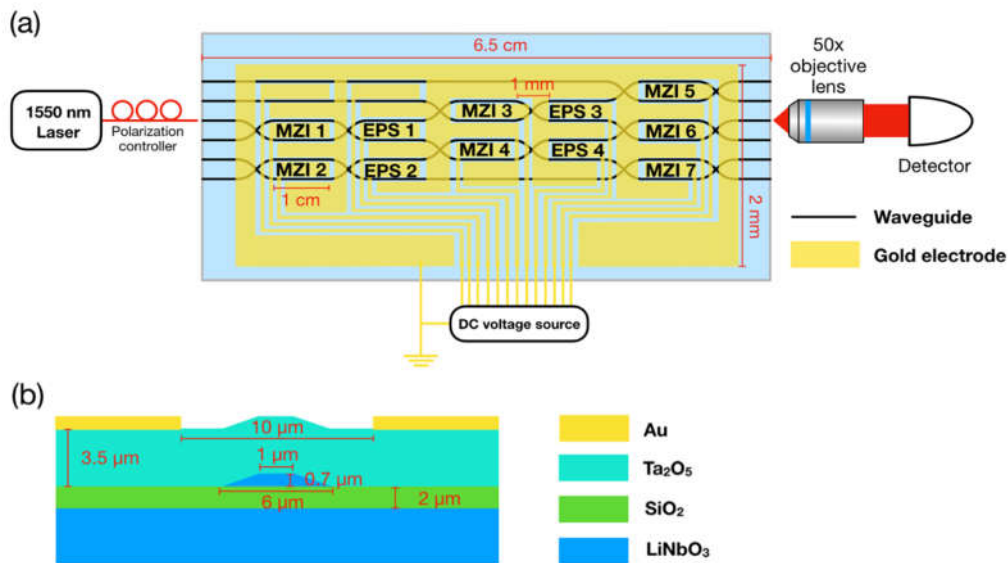 (a)
6.5 cm
50x
objective
lens
1550 nm
Laser
Polarization
controller
1 mm
MZI 5
MZI 3
EPS 3
MZI 1
EPS 1
MZI 6
MZI 4
EPS 4
MZI 2
EPS 2
MZI 7
1 cm
2 mm
Detector
Waveguide
Gold electrode
DC voltage source
(b)
10 µm
3.5 µm
1 µm
0.7 µm
6 µm
2 µm
Au
Ta₂O₅
SiO₂
LiNbO₃